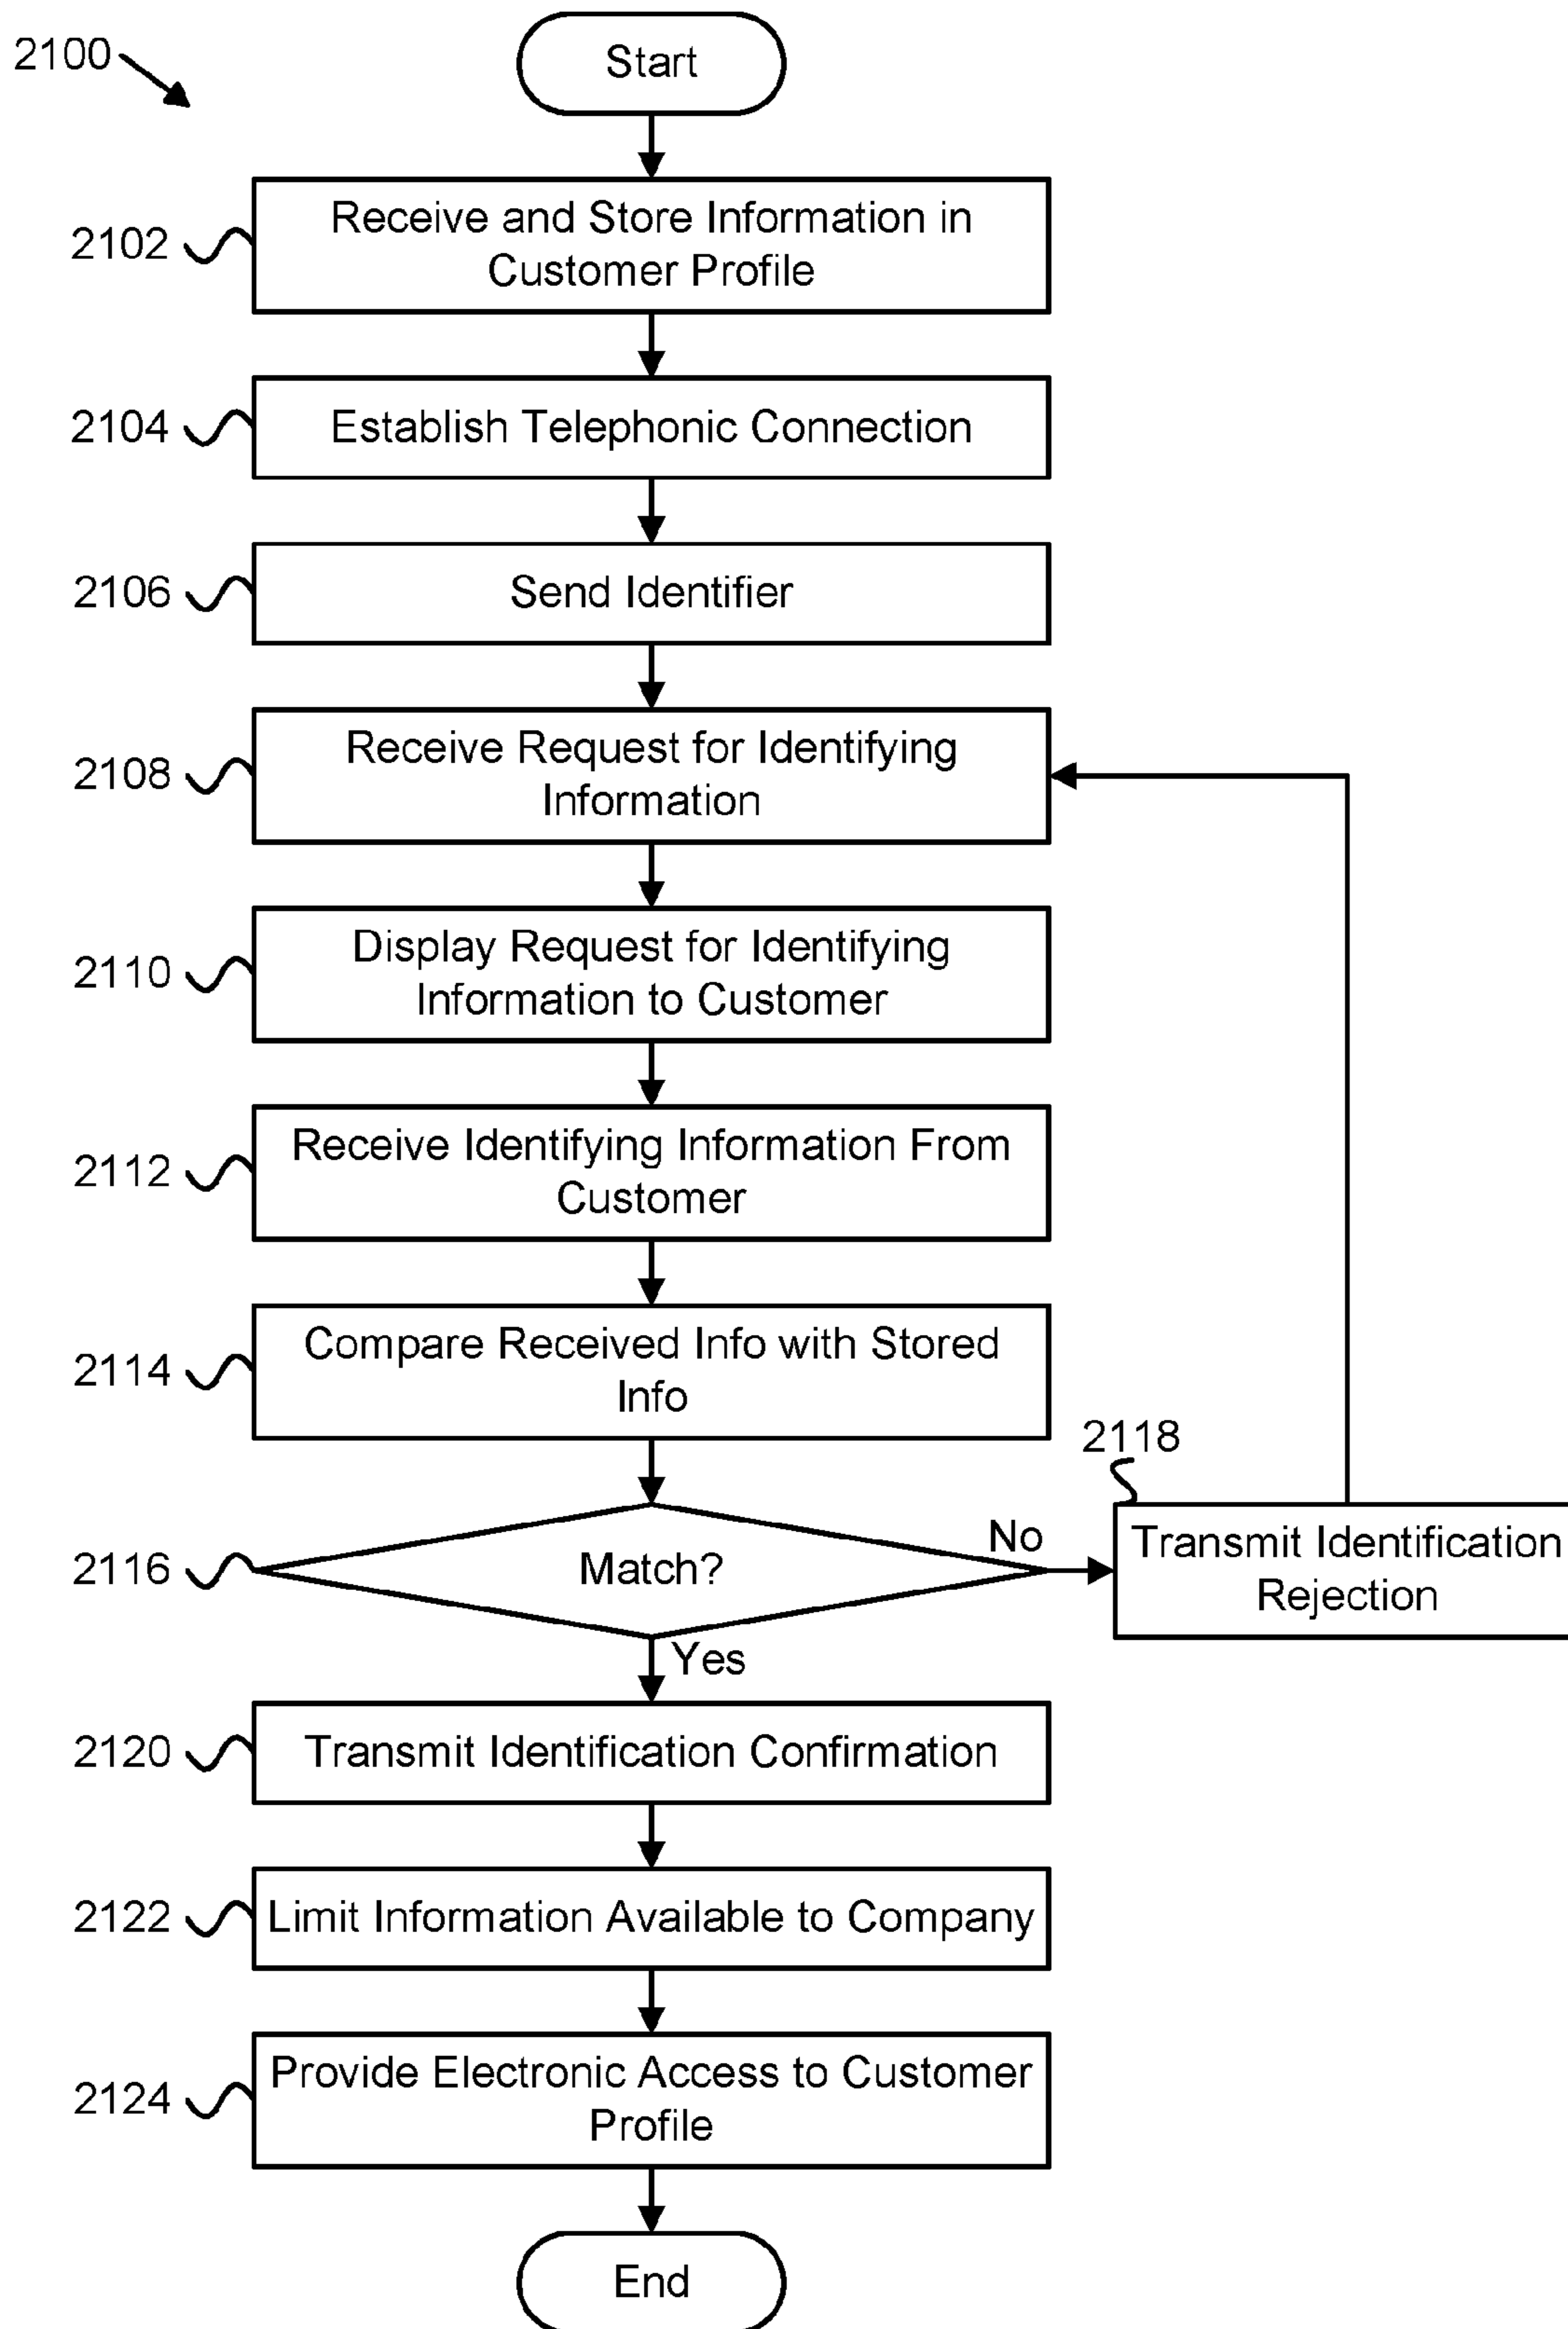 2100
Start
2102
Receive and Store Information in
Customer Profile
2104
Establish Telephonic Connection
2106
Send Identifier
2108
Receive Request for Identifying
Information
2110
Display Request for Identifying
Information to Customer
2112
Receive Identifying Information From
Customer
2114
Compare Received Info with Stored
Info
2116
Match?
No
2118
Transmit Identification
Rejection
Yes
2120
Transmit Identification Confirmation
2122
Limit Information Available to Company
2124
Provide Electronic Access to Customer
Profile
End